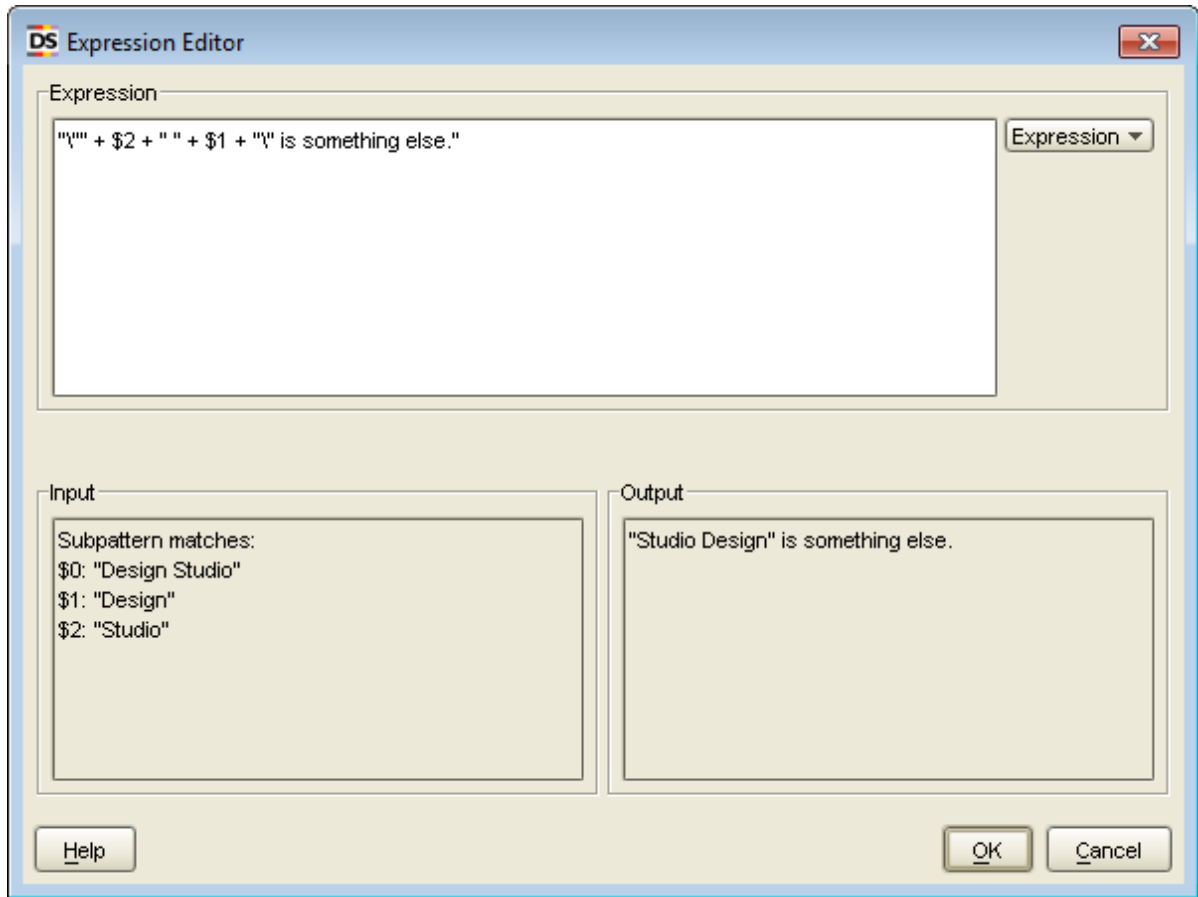 DS Expression Editor
Expression
"\"" + $2 + " " + $1 + "\" is something else."
Expression
Input
Subpattern matches:
$0: "Design Studio"
$1: "Design"
$2: "Studio"
Output
"Studio Design" is something else.
Help
OK
Cancel